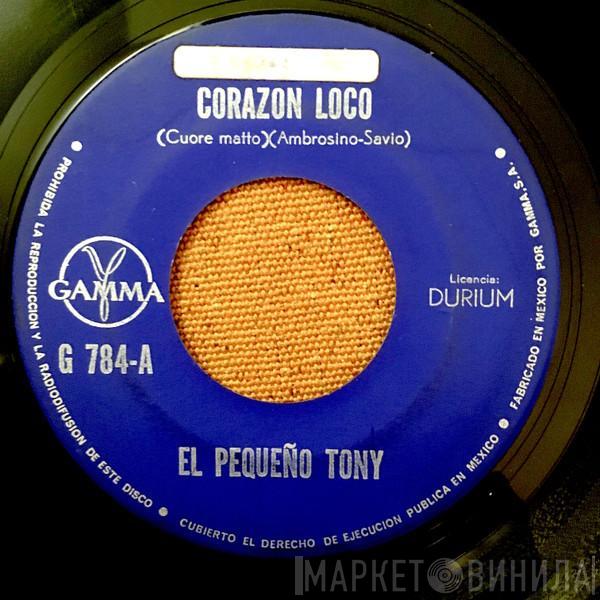 CORAZON LOCO
(Cuore matto)(Ambrosino-Savio)
GAMMA
G 784-A
Licencia:
DURIUM
EL PEQUEÑO TONY
PROHIBIDA LA REPRODUCCION Y LA RADIODIFUSION DE ESTE DISCO
CUBIERTO EL DERECHO DE EJECUCION PUBLICA EN MEXICO
FABRICADO EN MEXICO POR GAMMA, S.A.
МАРКЕТ ВИНИЛА